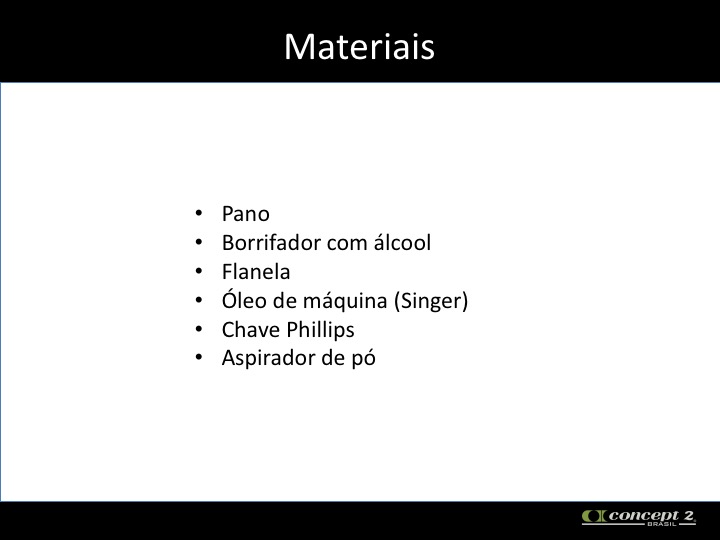 Materiais
• Pano
• Borrifador com álcool
• Flanela
• Óleo de máquina (Singer)
• Chave Phillips
• Aspirador de pó
concept 2
BRASIL